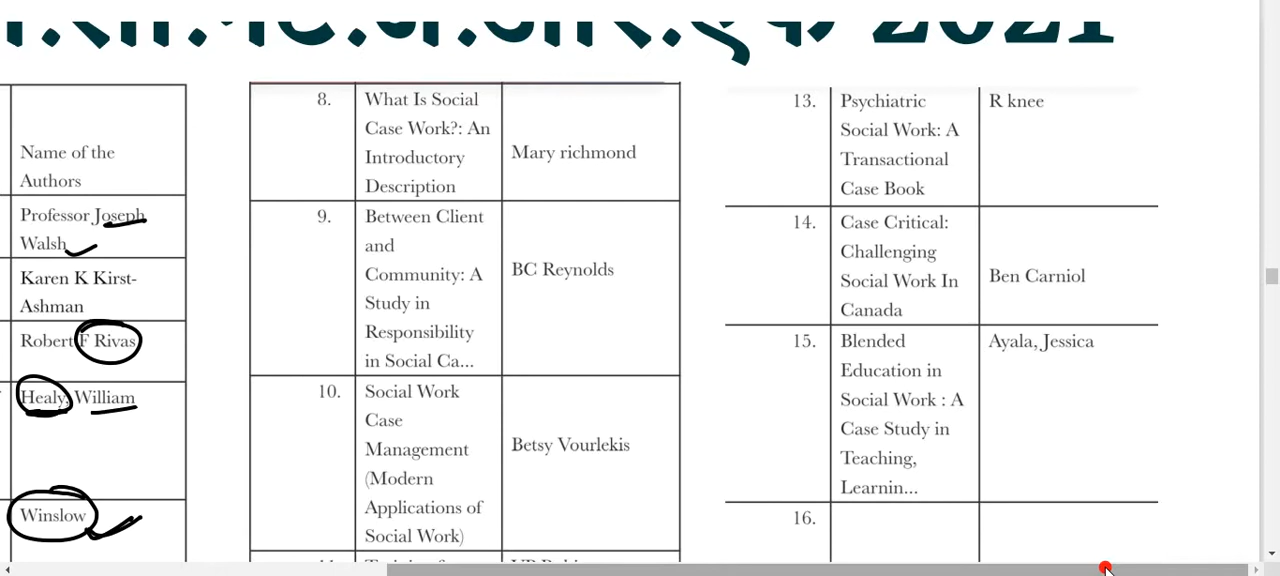 2021
Name of the
Authors
Professor Joseph
Walsh
Karen K Kirst-
Ashman
Robert F Rivas
Healy, William
Winslow
8.
What Is Social
Case Work?: An
Introductory
Description
Mary richmond
9.
Between Client
and
Community: A
Study in
Responsibility
in Social Ca...
BC Reynolds
10.
Social Work
Case
Management
(Modern
Applications of
Social Work)
Betsy Vourlekis
13.
Psychiatric
Social Work: A
Transactional
Case Book
R knee
14.
Case Critical:
Challenging
Social Work In
Canada
Ben Carniol
15.
Blended
Education in
Social Work : A
Case Study in
Teaching,
Learnin...
Ayala, Jessica
16.